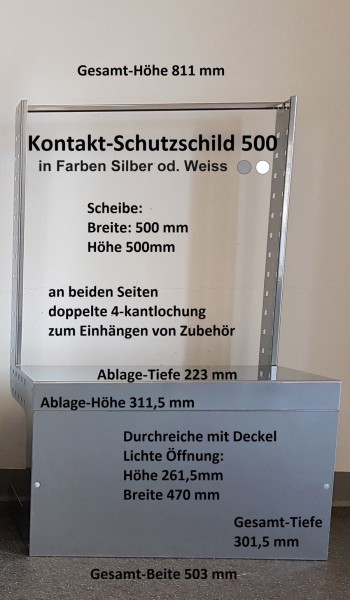 Gesamt-Höhe 811 mm
Kontakt-Schutzschild 500
in Farben Silber od. Weiss
Scheibe:
Breite: 500 mm
Höhe 500mm
an beiden Seiten
doppelte 4-kantlochung
zum Einhängen von Zubehör
Ablage-Tiefe 223 mm
Ablage-Höhe 311,5 mm
Durchreiche mit Deckel
Lichte Öffnung:
Höhe 261,5mm
Breite 470 mm
Gesamt-Tiefe
301,5 mm
Gesamt-Beite 503 mm